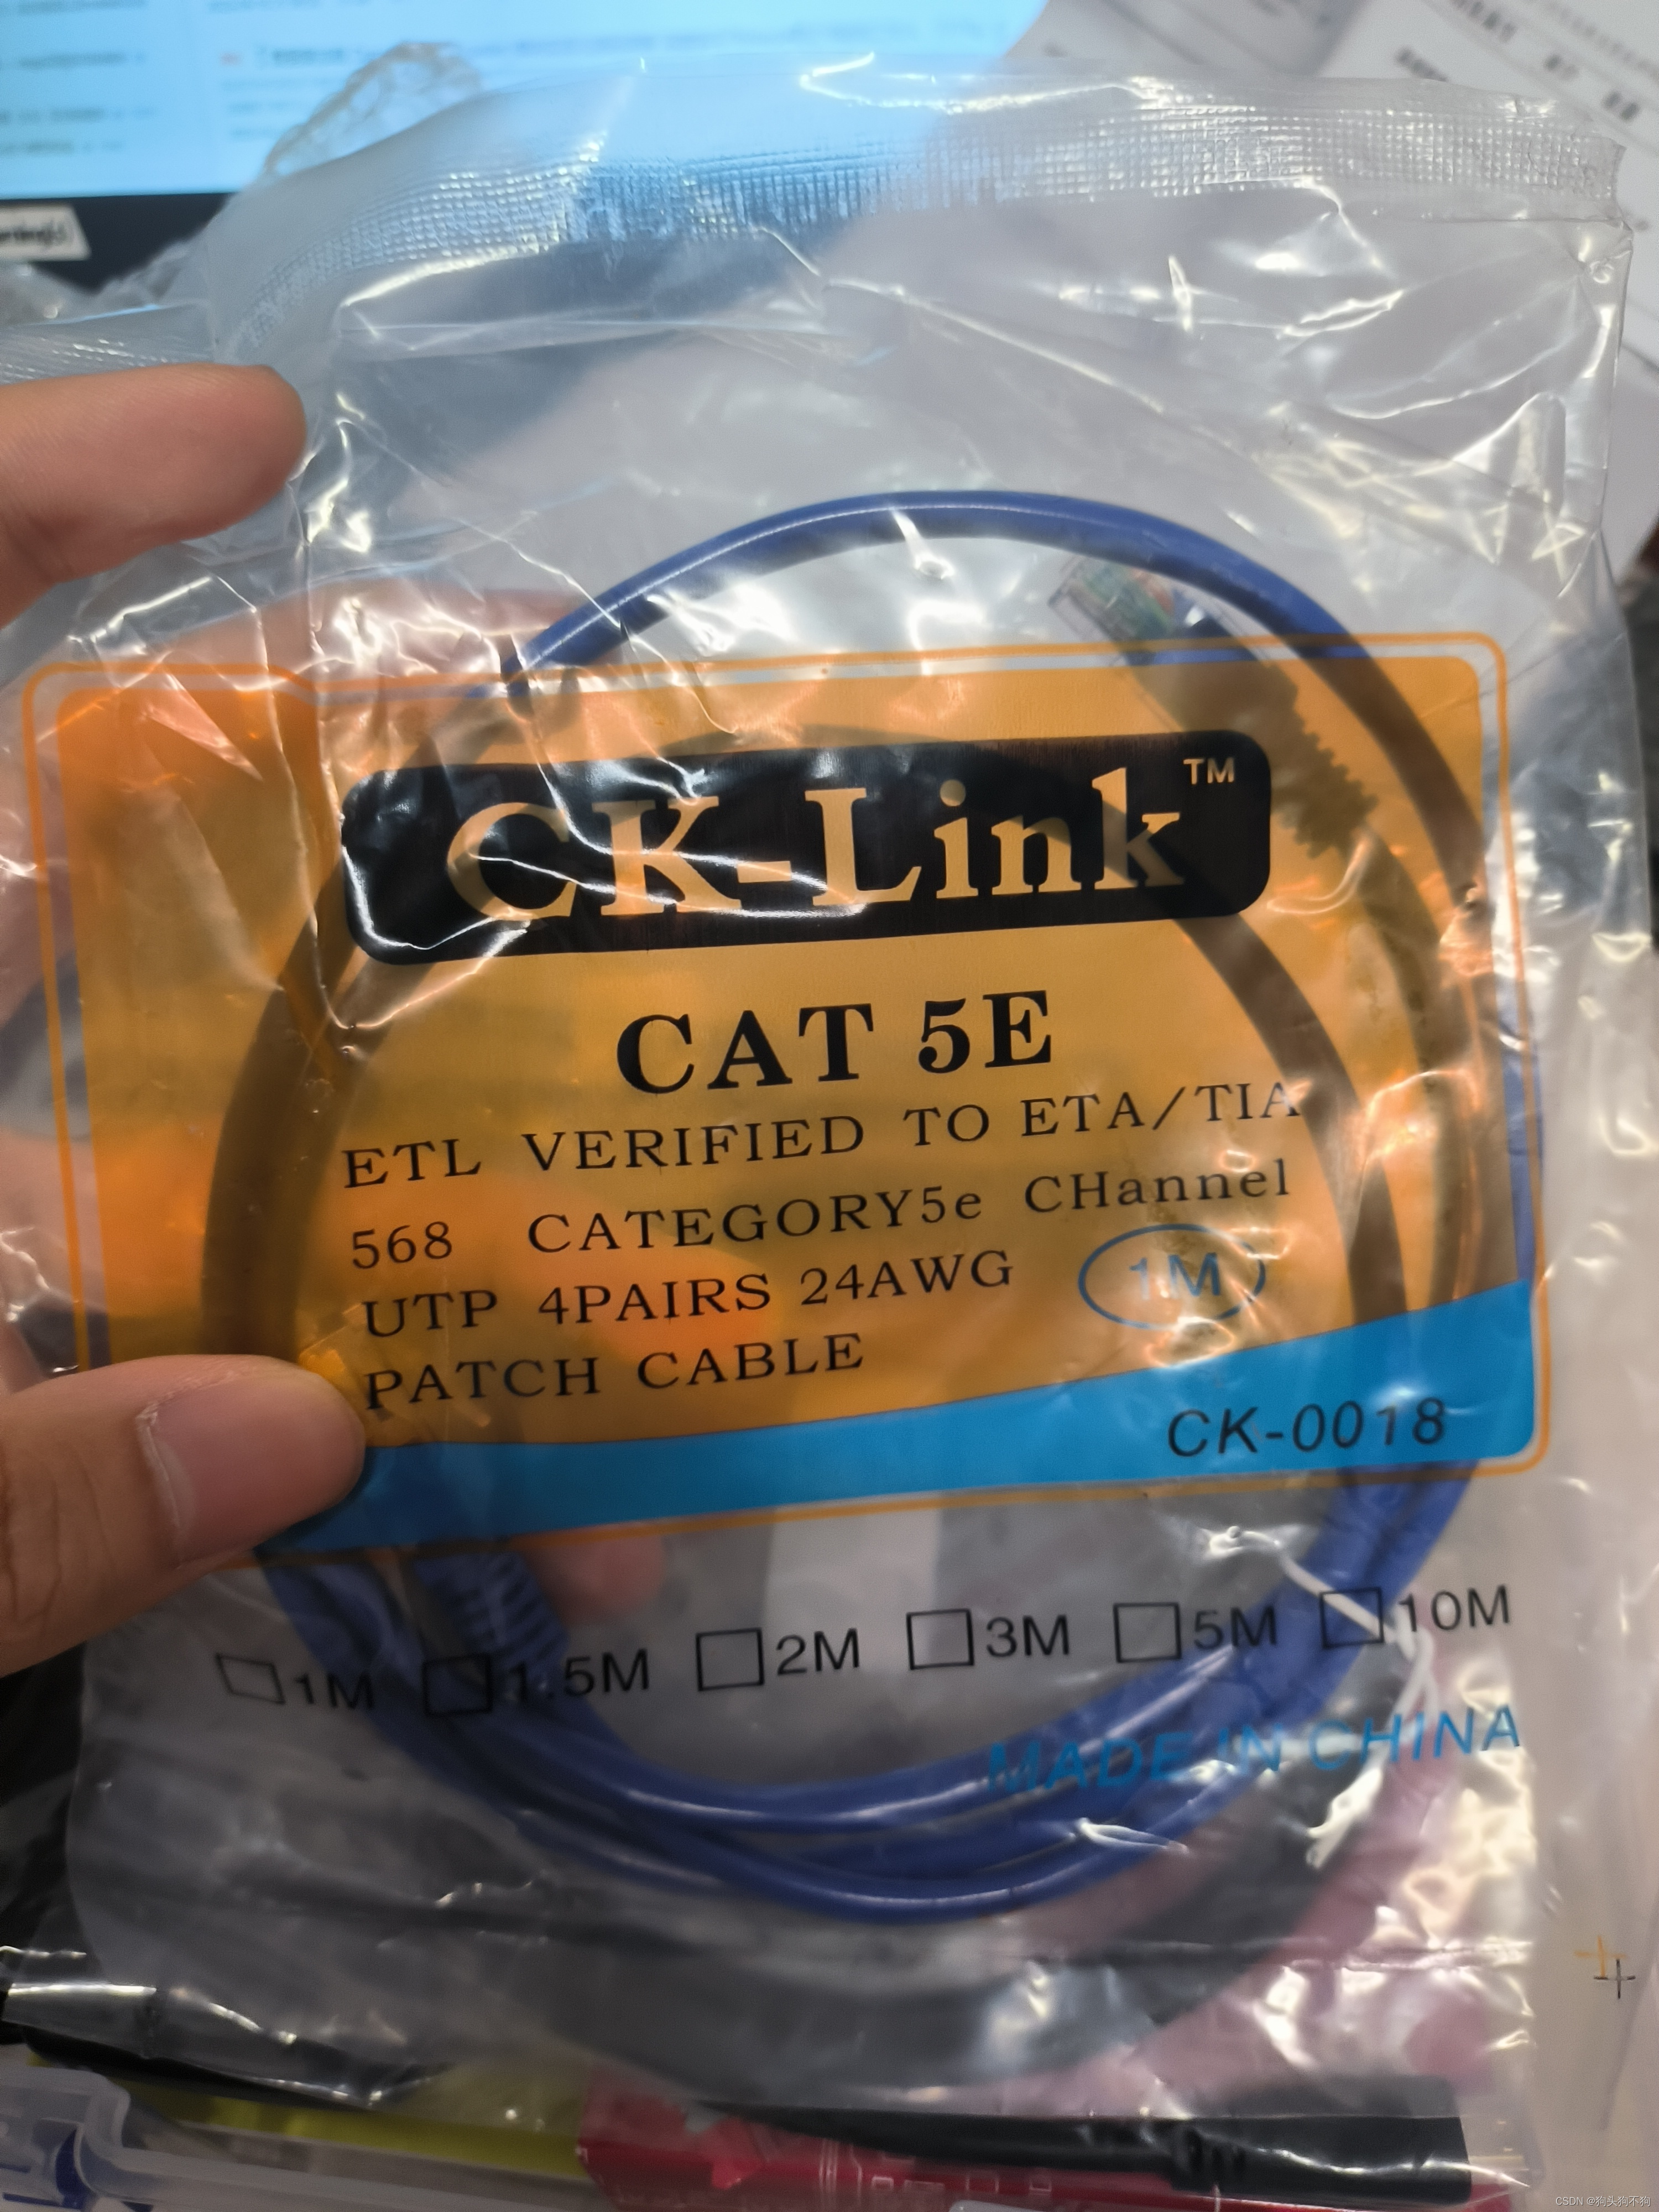 CK-Link™
CAT 5E
ETL VERIFIED TO ETA/TIA
568 CATEGORY5e CHannel
UTP 4PAIRS 24AWG 1M
PATCH CABLE
CK-0018
1M 1.5M 2M 3M 5M 10M
MADE IN CHINA
CSDN @狗头狗不狗